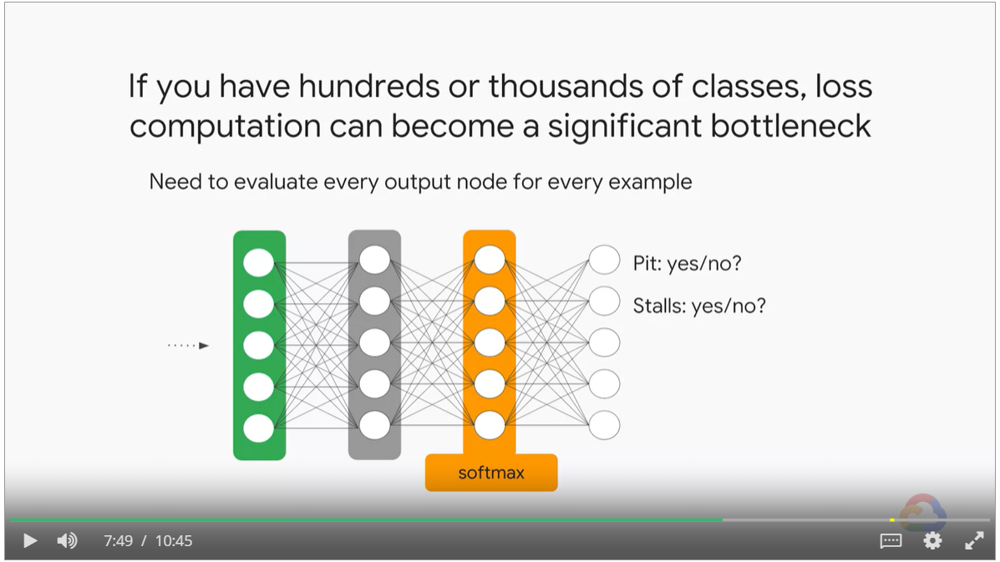 If you have hundreds or thousands of classes, loss
computation can become a significant bottleneck
Need to evaluate every output node for every example
Pit: yes/no?
Stalls: yes/no?
softmax
7:49 / 10:45